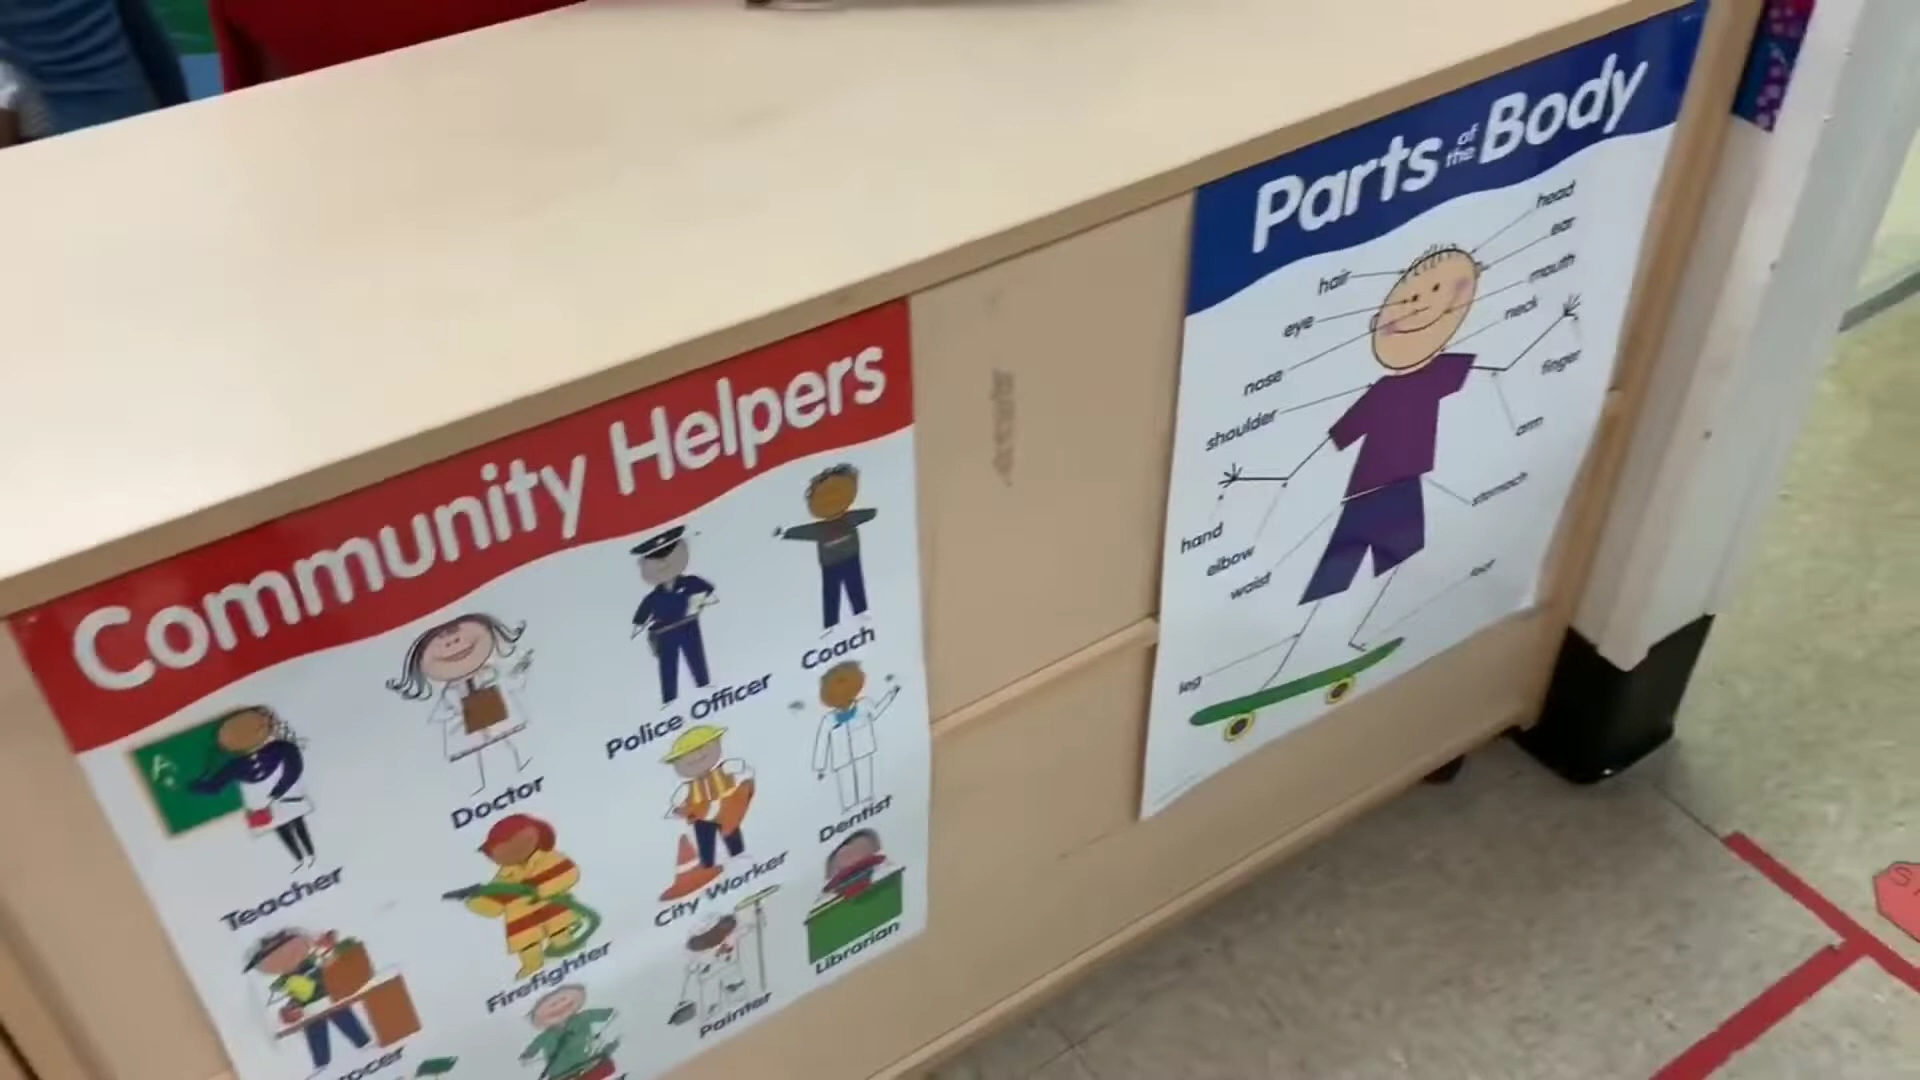 Community Helpers
Teacher
Doctor
Police Officer
Coach
Firefighter
City Worker
Dentist
Painter
Librarian
Parts of the Body
head
ear
mouth
neck
finger
arm
stomach
foot
hair
eye
nose
shoulder
hand
elbow
waist
leg